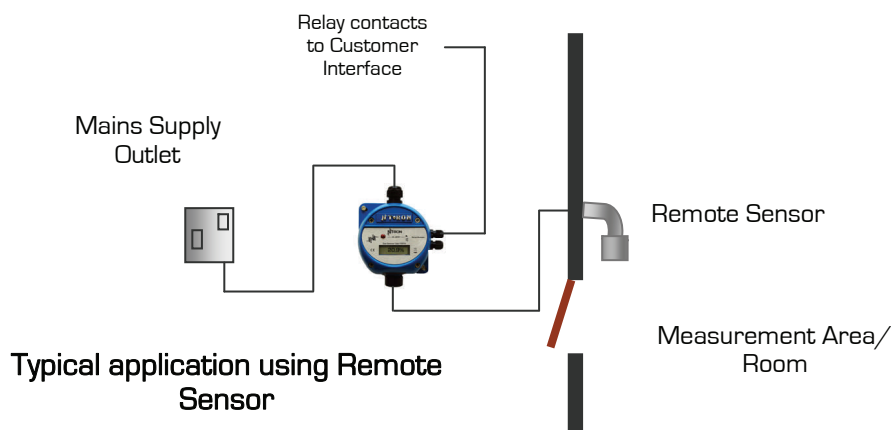 Relay contacts
to Customer
Interface
Mains Supply
Outlet
Remote Sensor
Measurement Area/
Room
Typical application using Remote
Sensor